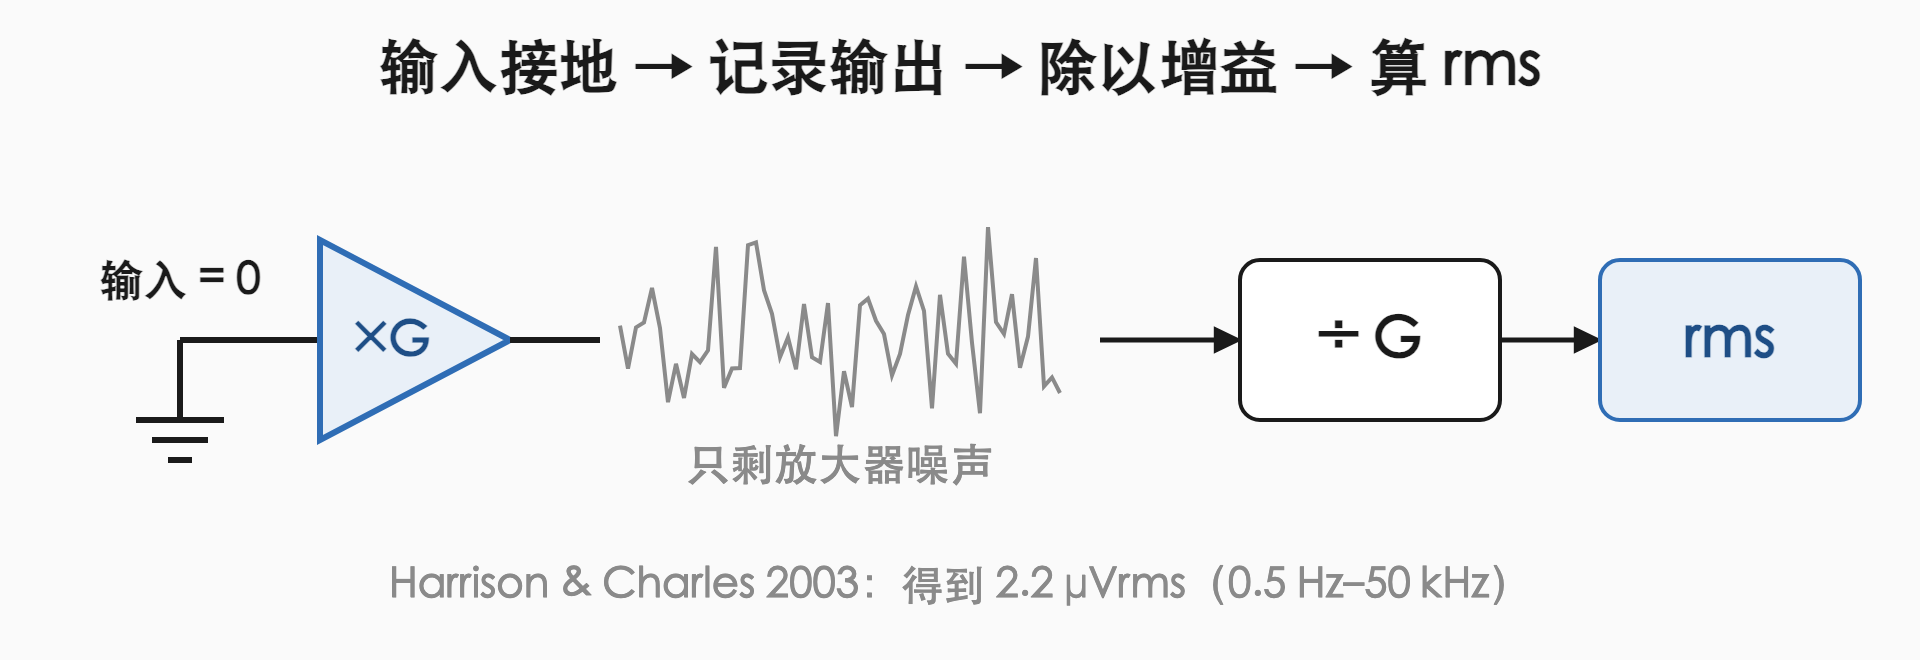 输入接地 → 记录输出 → 除以增益 → 算 rms
输入 = 0
×G
÷ G
rms
只剩放大器噪声
Harrison & Charles 2003：得到 2.2 µVrms（0.5 Hz–50 kHz）